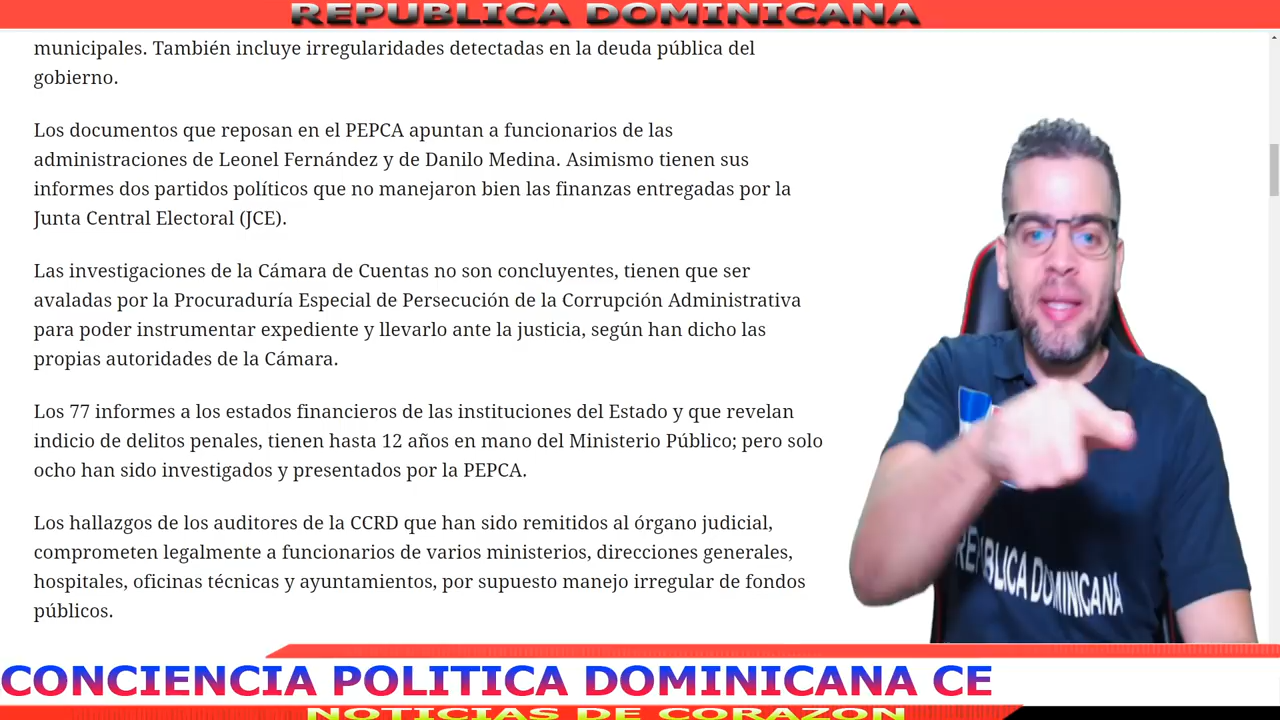 REPUBLICA DOMINICANA
municipales. También incluye irregularidades detectadas en la deuda pública del
gobierno.
Los documentos que reposan en el PEPCA apuntan a funcionarios de las
administraciones de Leonel Fernández y de Danilo Medina. Asimismo tienen sus
informes dos partidos políticos que no manejaron bien las finanzas entregadas por la
Junta Central Electoral (JCE).
Las investigaciones de la Cámara de Cuentas no son concluyentes, tienen que ser
avaladas por la Procuraduría Especial de Persecución de la Corrupción Administrativa
para poder instrumentar expediente y llevarlo ante la justicia, según han dicho las
propias autoridades de la Cámara.
Los 77 informes a los estados financieros de las instituciones del Estado y que revelan
indicio de delitos penales, tienen hasta 12 años en mano del Ministerio Público; pero solo
ocho han sido investigados y presentados por la PEPCA.
Los hallazgos de los auditores de la CCRD que han sido remitidos al órgano judicial,
comprometen legalmente a funcionarios de varios ministerios, direcciones generales,
hospitales, oficinas técnicas y ayuntamientos, por supuesto manejo irregular de fondos
públicos.
REPUBLICA DOMINICANA
CONCIENCIA POLITICA DOMINICANA CE
NOTICIAS DE CORAZON